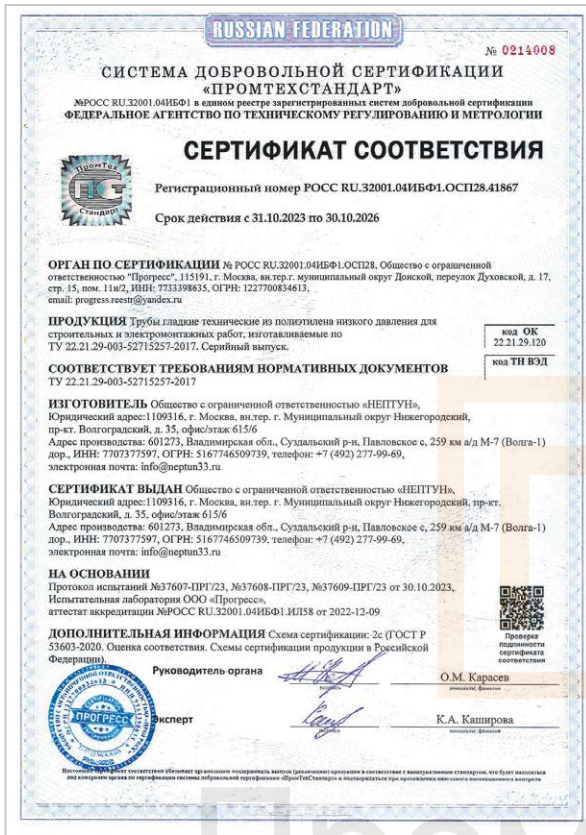 RUSSIAN FEDERATION
№ 0214008
СИСТЕМА ДОБРОВОЛЬНОЙ СЕРТИФИКАЦИИ
«ПРОМТЕХСТАНДАРТ»
№РОСС RU.32001.04ИБФ1 в едином реестре зарегистрированных систем добровольной сертификации
ФЕДЕРАЛЬНОЕ АГЕНТСТВО ПО ТЕХНИЧЕСКОМУ РЕГУЛИРОВАНИЮ И МЕТРОЛОГИИ
ПромТех
Стандарт
СЕРТИФИКАТ СООТВЕТСТВИЯ
Регистрационный номер РОСС RU.32001.04ИБФ1.ОСП28.41867
Срок действия с 31.10.2023 по 30.10.2026
ОРГАН ПО СЕРТИФИКАЦИИ № РОСС RU.32001.04ИБФ1.ОСП28, Общество с ограниченной
ответственностью "Прогресс", 115191, г. Москва, вн.тер.г. муниципальный округ Донской, переулок Духовской, д. 17,
стр. 15, пом. 11н/2, ИНН: 7733398635, ОГРН: 1227700834613,
email: progress.reestr@yandex.ru
ПРОДУКЦИЯ Трубы гладкие технические из полиэтилена низкого давления для
строительных и электромонтажных работ, изготавливаемые по
ТУ 22.21.29-003-52715257-2017. Серийный выпуск.
код ОК
22.21.29.120
код ТН ВЭД
СООТВЕТСТВУЕТ ТРЕБОВАНИЯМ НОРМАТИВНЫХ ДОКУМЕНТОВ
ТУ 22.21.29-003-52715257-2017
ИЗГОТОВИТЕЛЬ Общество с ограниченной ответственностью «НЕПТУН»,
Юридический адрес:1109316, г. Москва, вн.тер. г. Муниципальный округ Нижегородский,
пр-кт. Волгоградский, д. 35, офис/этаж 615/6
Адрес производства: 601273, Владимирская обл., Суздальский р-н, Павловское с, 259 км а/д М-7 (Волга-1)
дор., ИНН: 7707377597, ОГРН: 5167746509739, телефон: +7 (492) 277-99-69,
электронная почта: info@neptun33.ru
СЕРТИФИКАТ ВЫДАН Общество с ограниченной ответственностью «НЕПТУН»,
Юридический адрес:1109316, г. Москва, вн.тер. г. Муниципальный округ Нижегородский, пр-кт.
Волгоградский, д. 35, офис/этаж 615/6
Адрес производства: 601273, Владимирская обл., Суздальский р-н, Павловское с, 259 км а/д М-7 (Волга-1)
дор., ИНН: 7707377597, ОГРН: 5167746509739, телефон: +7 (492) 277-99-69,
электронная почта: info@neptun33.ru
НА ОСНОВАНИИ
Протокол испытаний №37607-ПРГ/23, №37608-ПРГ/23, №37609-ПРГ/23 от 30.10.2023,
Испытательная лаборатория ООО «Прогресс»,
аттестат аккредитации №РОСС RU.32001.04ИБФ1.ИЛ58 от 2022-12-09
Проверка
подлинности
сертификата
соответствия
ДОПОЛНИТЕЛЬНАЯ ИНФОРМАЦИЯ Схема сертификации: 2с (ГОСТ Р
53603-2020. Оценка соответствия. Схемы сертификации продукции в Российской
Федерации).
Руководитель органа
подпись
О.М. Карасев
инициалы, фамилия
ПРОГРЕСС
Эксперт
подпись
К.А. Каширова
инициалы, фамилия